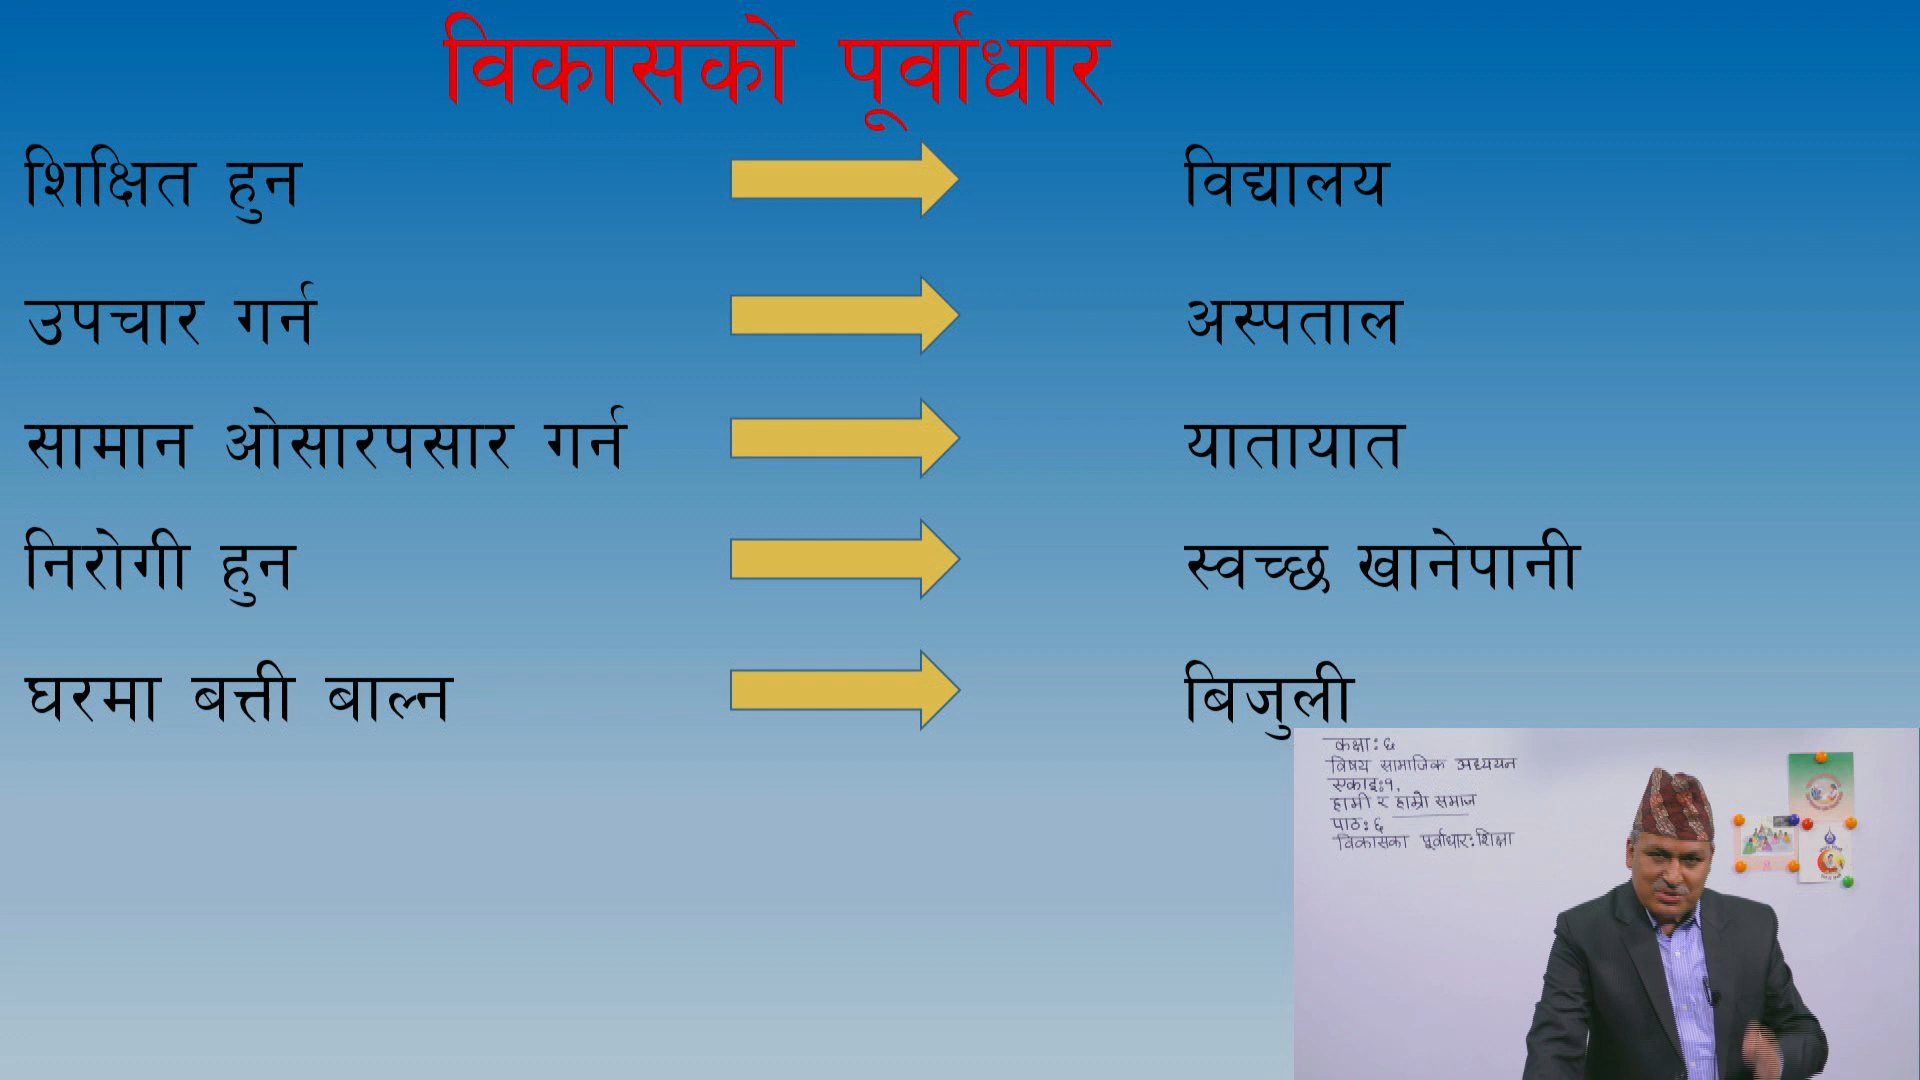 विकासको पूर्वाधार
शिक्षित हुन विद्यालय
उपचार गर्न अस्पताल
सामान ओसारपसार गर्न यातायात
निरोगी हुन स्वच्छ खानेपानी
घरमा बत्ती बाल्न बिजुली
कक्षा : ६
विषय सामाजिक अध्ययन
एकाइ:१.
हामी र हाम्रो समाज
पाठ: ६
विकासका पूर्वाधार: शिक्षा